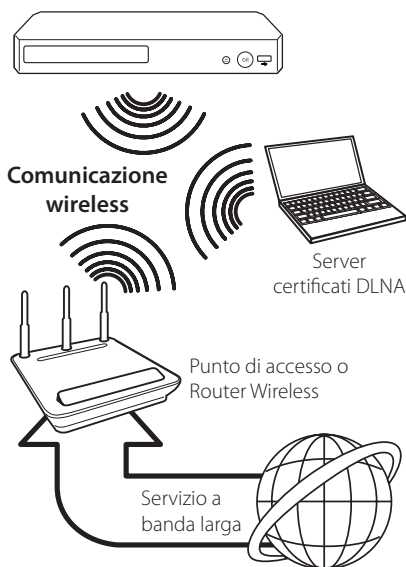 Comunicazione
wireless
Server
certificati DLNA
Punto di accesso o
Router Wireless
Servizio a
banda larga